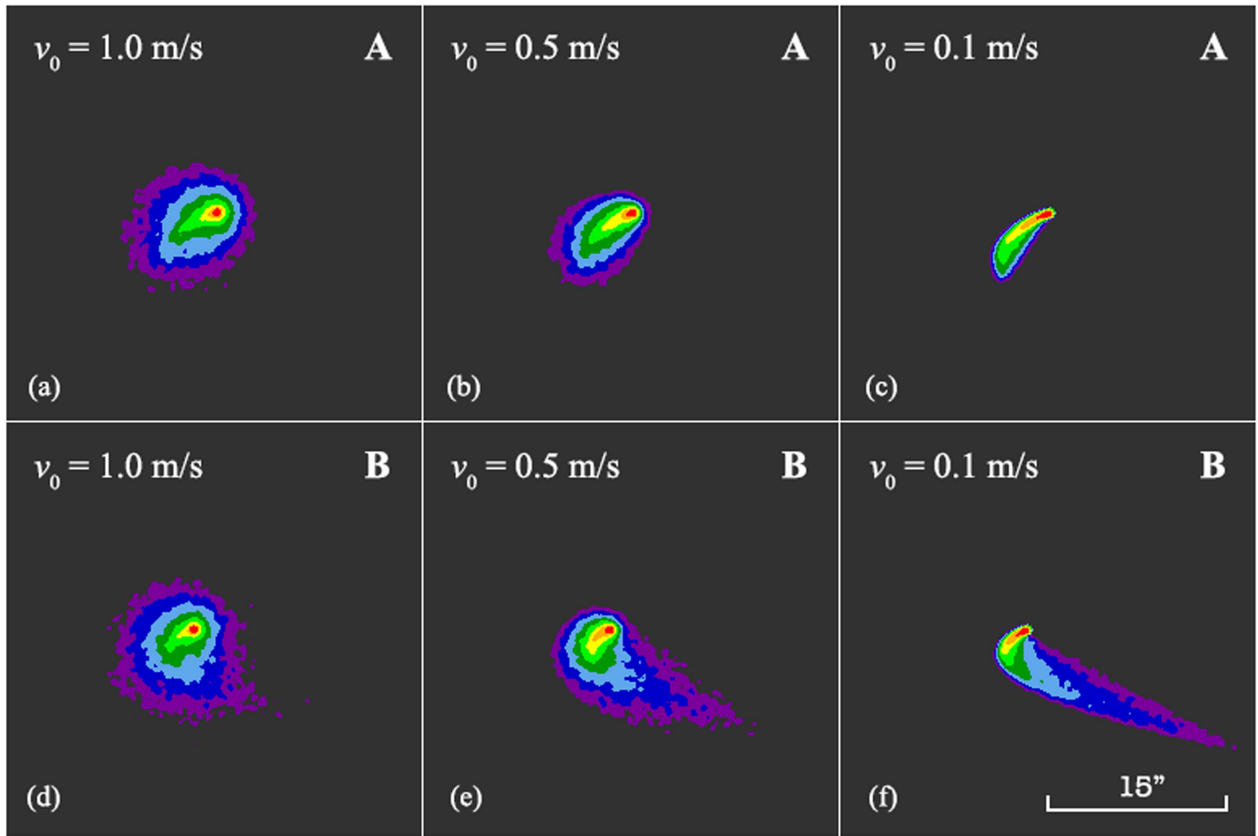 v₀ = 1.0 m/s A
v₀ = 0.5 m/s A
v₀ = 0.1 m/s A
(a)
(b)
(c)
v₀ = 1.0 m/s B
v₀ = 0.5 m/s B
v₀ = 0.1 m/s B
15”
(d)
(e)
(f)